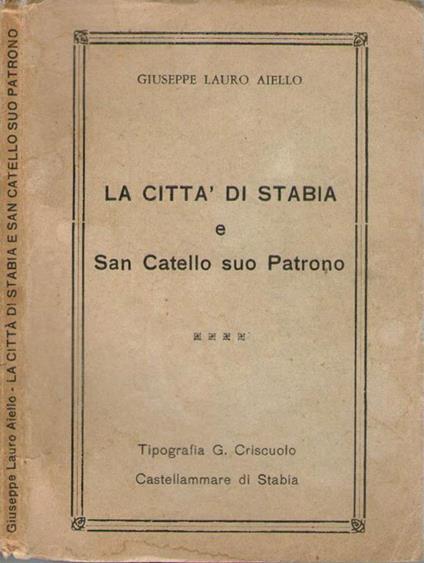 Giuseppe Lauro Aiello - LA CITTÀ DI STABIA E SAN CATELLO SUO PATRONO
GIUSEPPE LAURO AIELLO
LA CITTA' DI STABIA
e
San Catello suo Patrono
Tipografia G. Criscuolo
Castellammare di Stabia